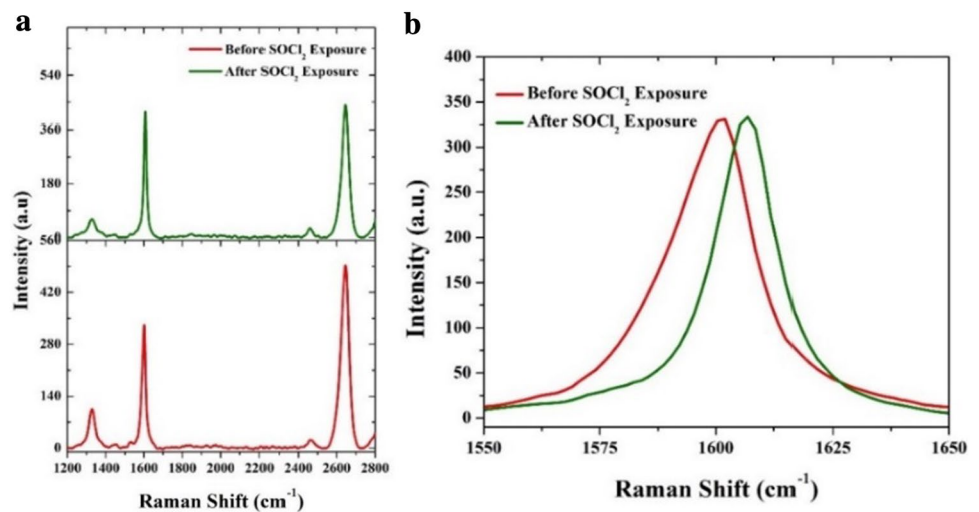 a
Before SOCl₂ Exposure
After SOCl₂ Exposure
540
360
180
560
420
280
140
0
Intensity (a.u)
1200 1400 1600 1800 2000 2200 2400 2600 2800
Raman Shift (cm⁻¹)
b
400
350
300
250
200
150
100
50
0
Before SOCl₂ Exposure
After SOCl₂ Exposure
Intensity (a.u.)
1550 1575 1600 1625 1650
Raman Shift (cm⁻¹)